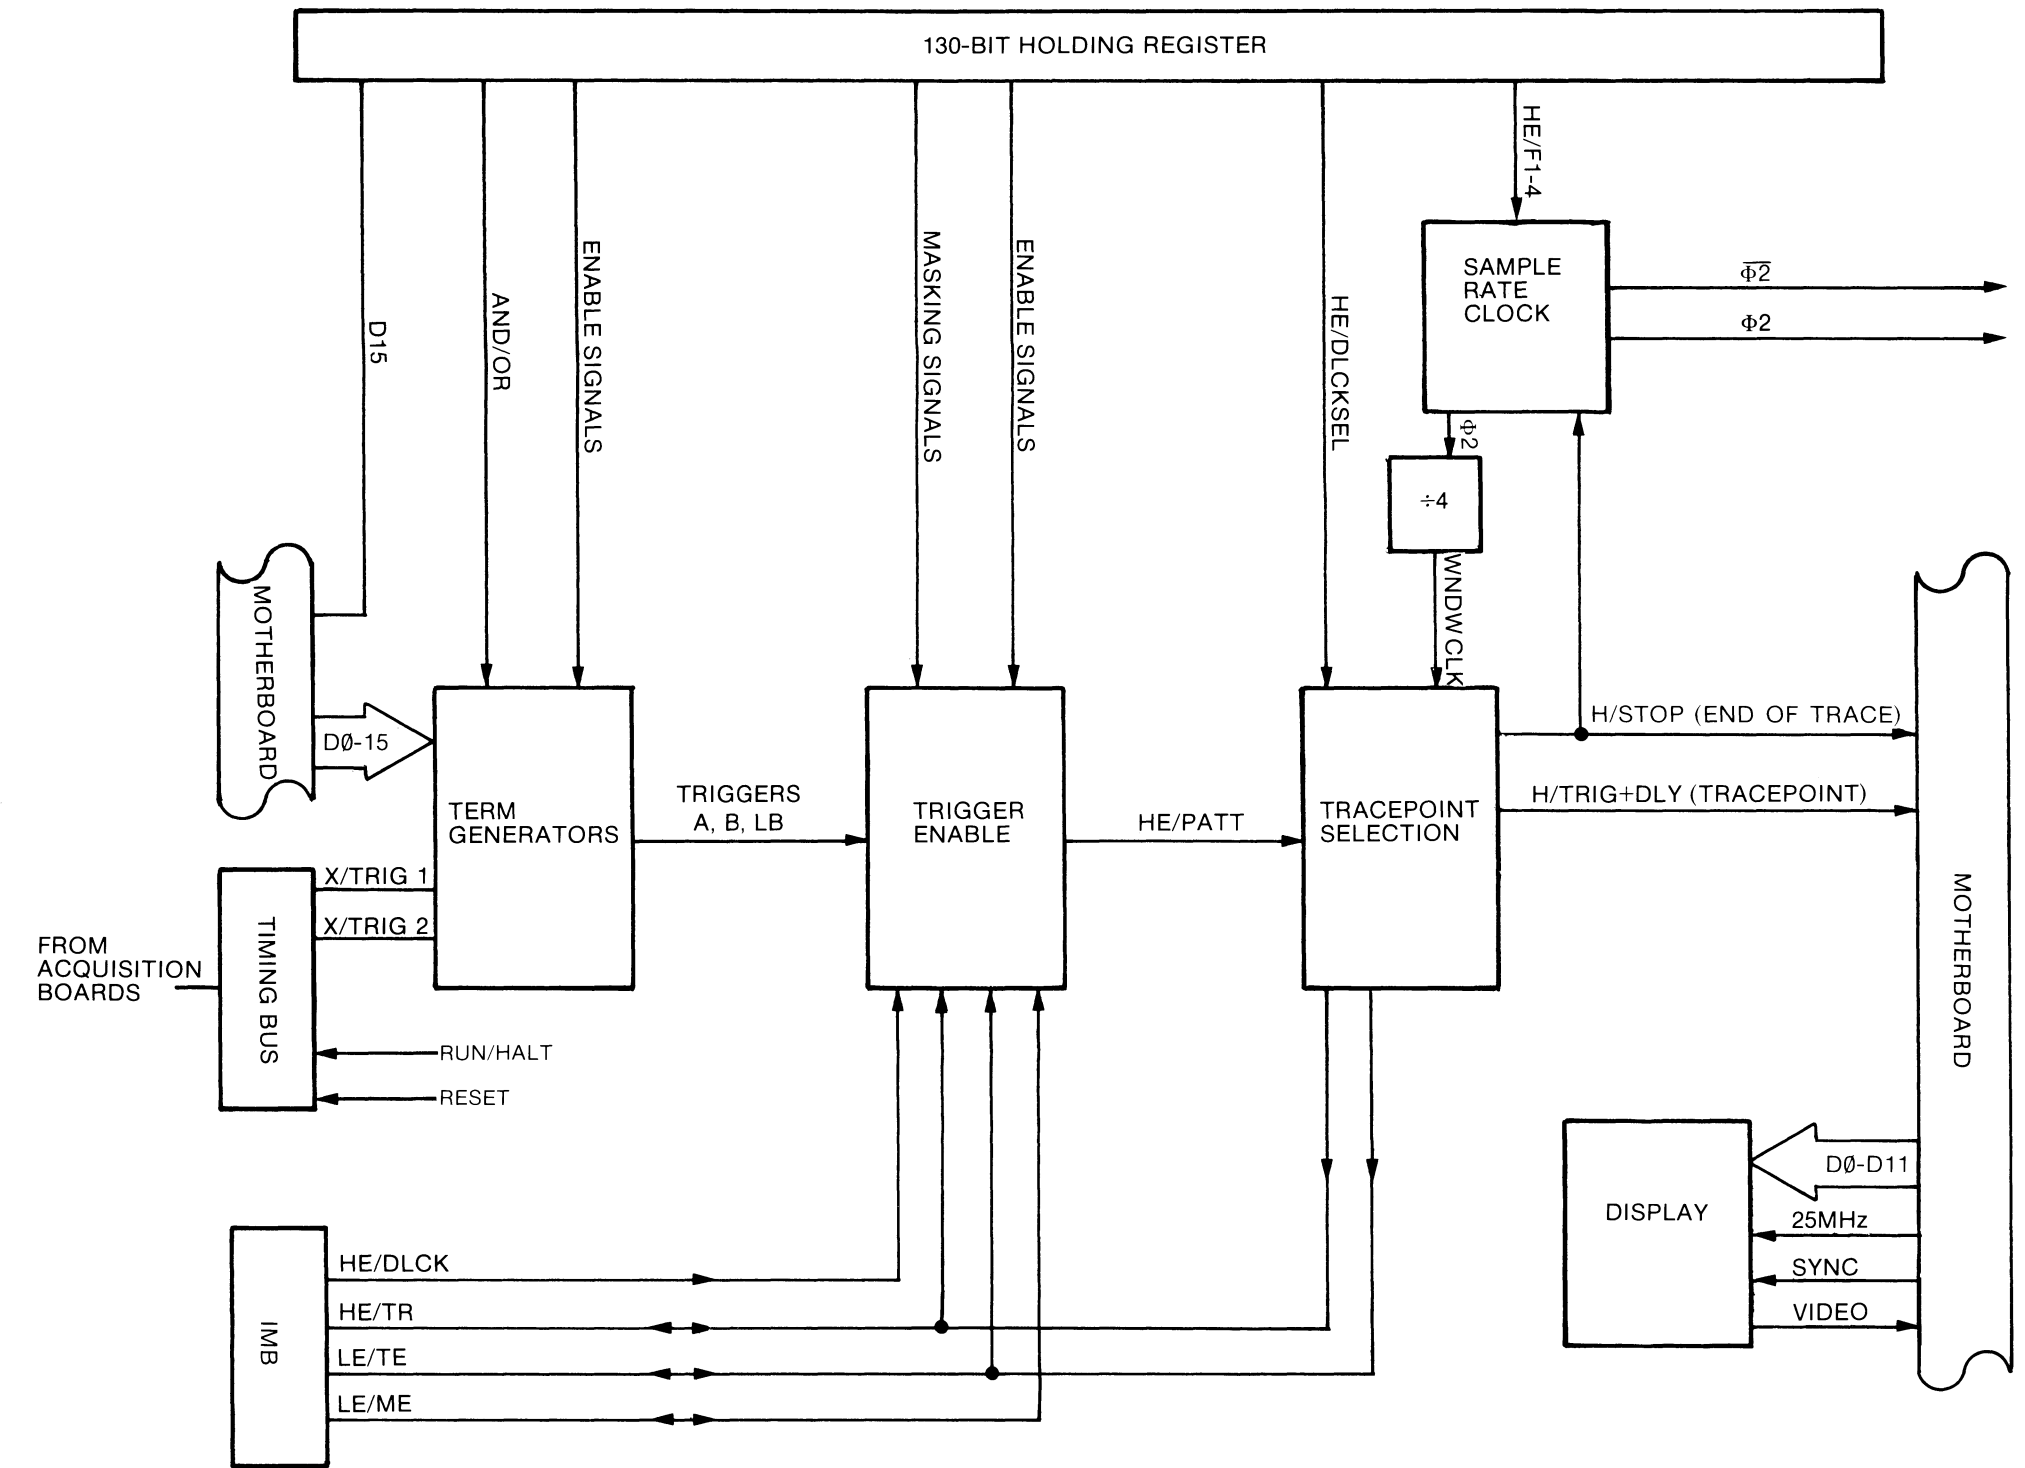 130-BIT HOLDING REGISTER
HE/F1-4
D15
AND/OR
ENABLE SIGNALS
MASKING SIGNALS
ENABLE SIGNALS
HE/DLCKSEL
SAMPLE
RATE
CLOCK
Φ̅2̅
Φ2
Φ2
÷4
WNDWCLK
MOTHERBOARD
DØ-15
TERM
GENERATORS
TRIGGERS
A, B, LB
TRIGGER
ENABLE
HE/PATT
TRACEPOINT
SELECTION
H/STOP (END OF TRACE)
H/TRIG+DLY (TRACEPOINT)
MOTHERBOARD
X/TRIG 1
X/TRIG 2
FROM
ACQUISITION
BOARDS
TIMING BUS
RUN/HALT
RESET
IMB
HE/DLCK
HE/TR
LE/TE
LE/ME
DISPLAY
DØ-D11
25MHz
SYNC
VIDEO